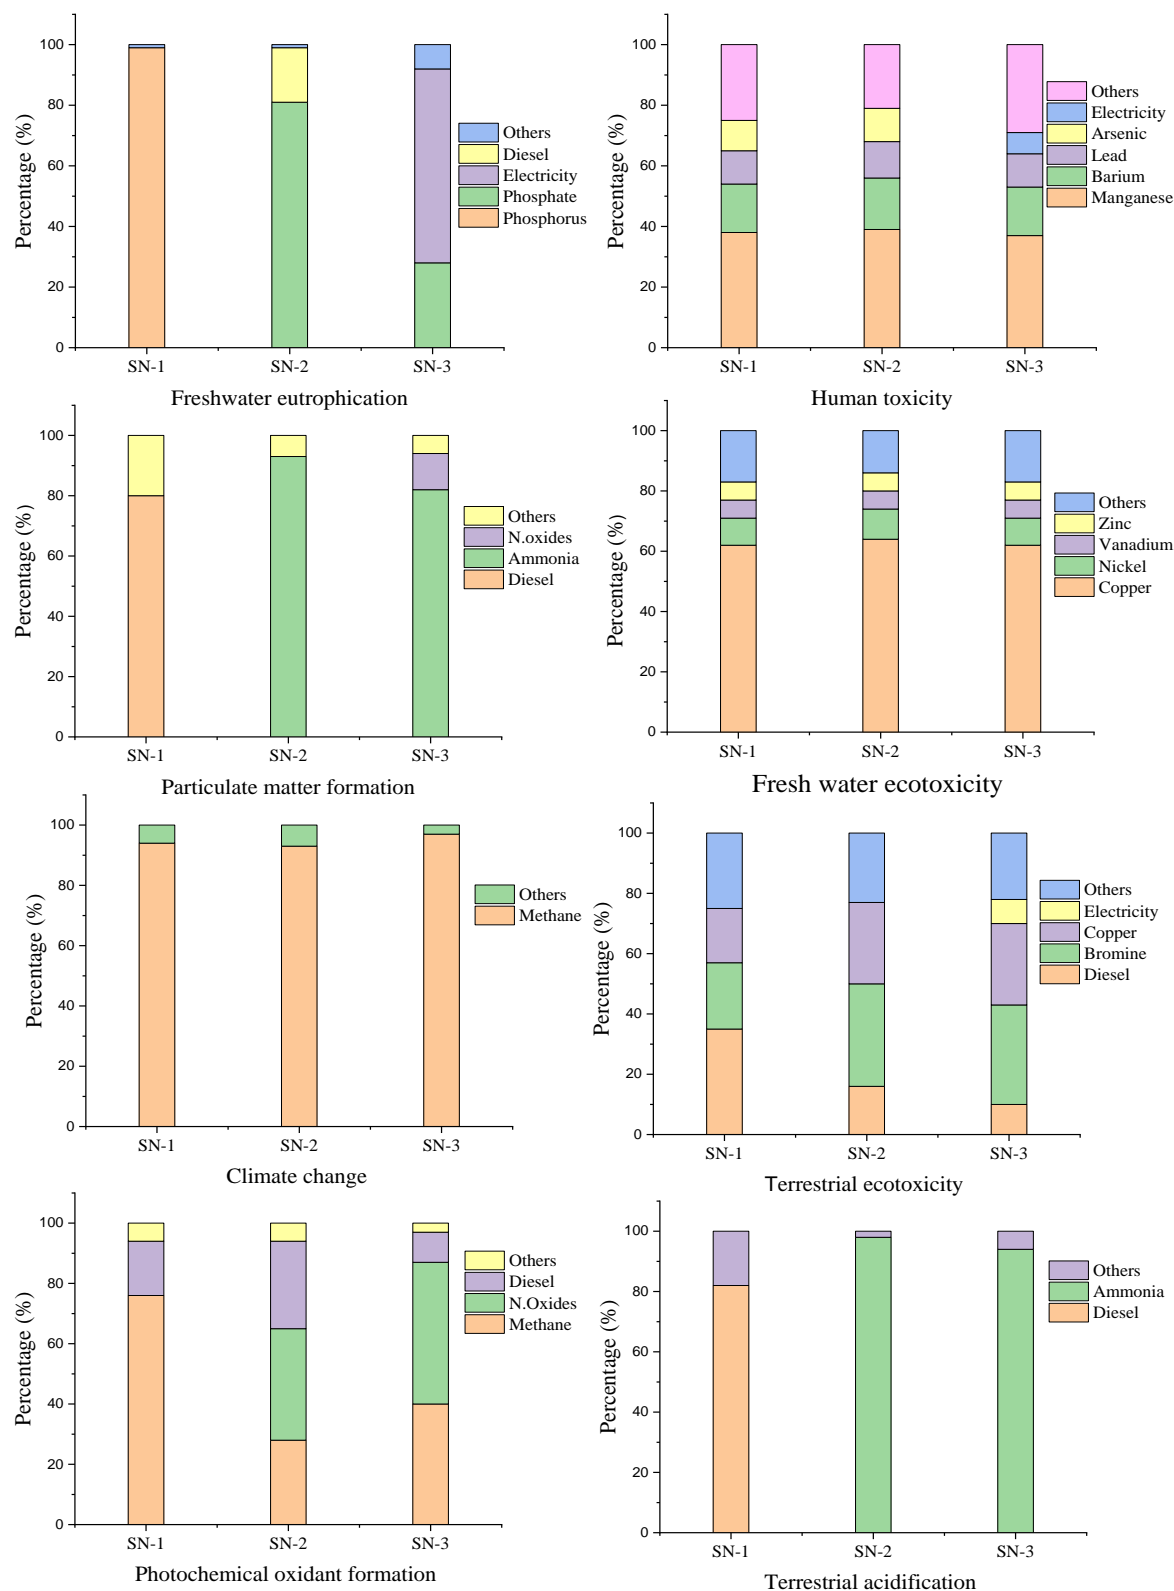 Percentage (%)
100
80
60
40
20
0
SN-1 SN-2 SN-3
Others
Diesel
Electricity
Phosphate
Phosphorus
Freshwater eutrophication
Percentage (%)
100
80
60
40
20
0
SN-1 SN-2 SN-3
Others
Electricity
Arsenic
Lead
Barium
Manganese
Human toxicity
Percentage (%)
100
80
60
40
20
0
SN-1 SN-2 SN-3
Others
N.oxides
Ammonia
Diesel
Particulate matter formation
Percentage (%)
100
80
60
40
20
0
SN-1 SN-2 SN-3
Others
Zinc
Vanadium
Nickel
Copper
Fresh water ecotoxicity
Percentage (%)
100
80
60
40
20
0
SN-1 SN-2 SN-3
Others
Methane
Climate change
Percentage (%)
100
80
60
40
20
0
SN-1 SN-2 SN-3
Others
Electricity
Copper
Bromine
Diesel
Terrestrial ecotoxicity
Percentage (%)
100
80
60
40
20
0
SN-1 SN-2 SN-3
Others
Diesel
N.Oxides
Methane
Photochemical oxidant formation
Percentage (%)
100
80
60
40
20
0
SN-1 SN-2 SN-3
Others
Ammonia
Diesel
Terrestrial acidification